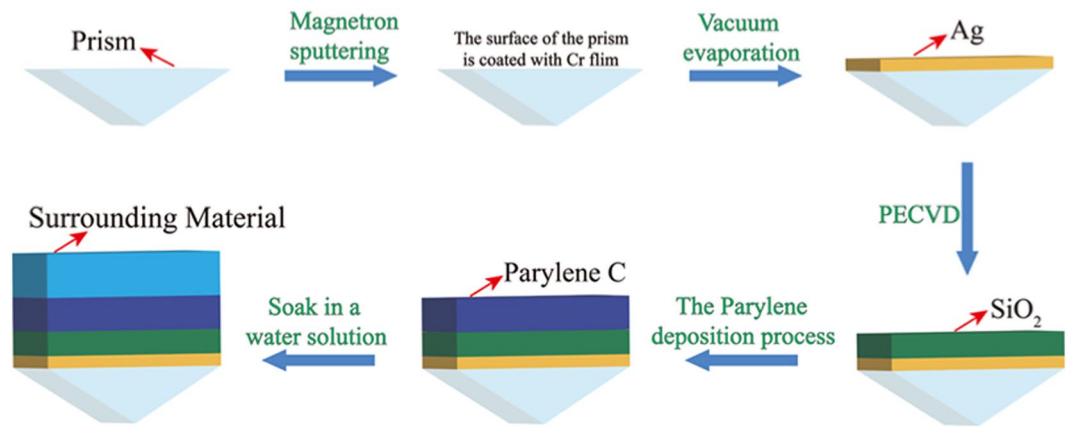 Prism
Magnetron
sputtering
The surface of the prism
is coated with Cr flim
Vacuum
evaporation
Ag
PECVD
SiO₂
The Parylene
deposition process
Parylene C
Soak in a
water solution
Surrounding Material